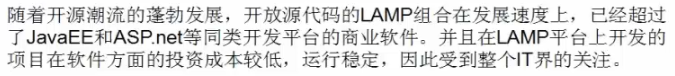 随着开源潮流的蓬勃发展，开放源代码的LAMP组合在发展速度上，已经超过
了JavaEE和ASP.net等同类开发平台的商业软件。并且在LAMP平台上开发的
项目在软件方面的投资成本较低，运行稳定，因此受到整个IT界的关注。